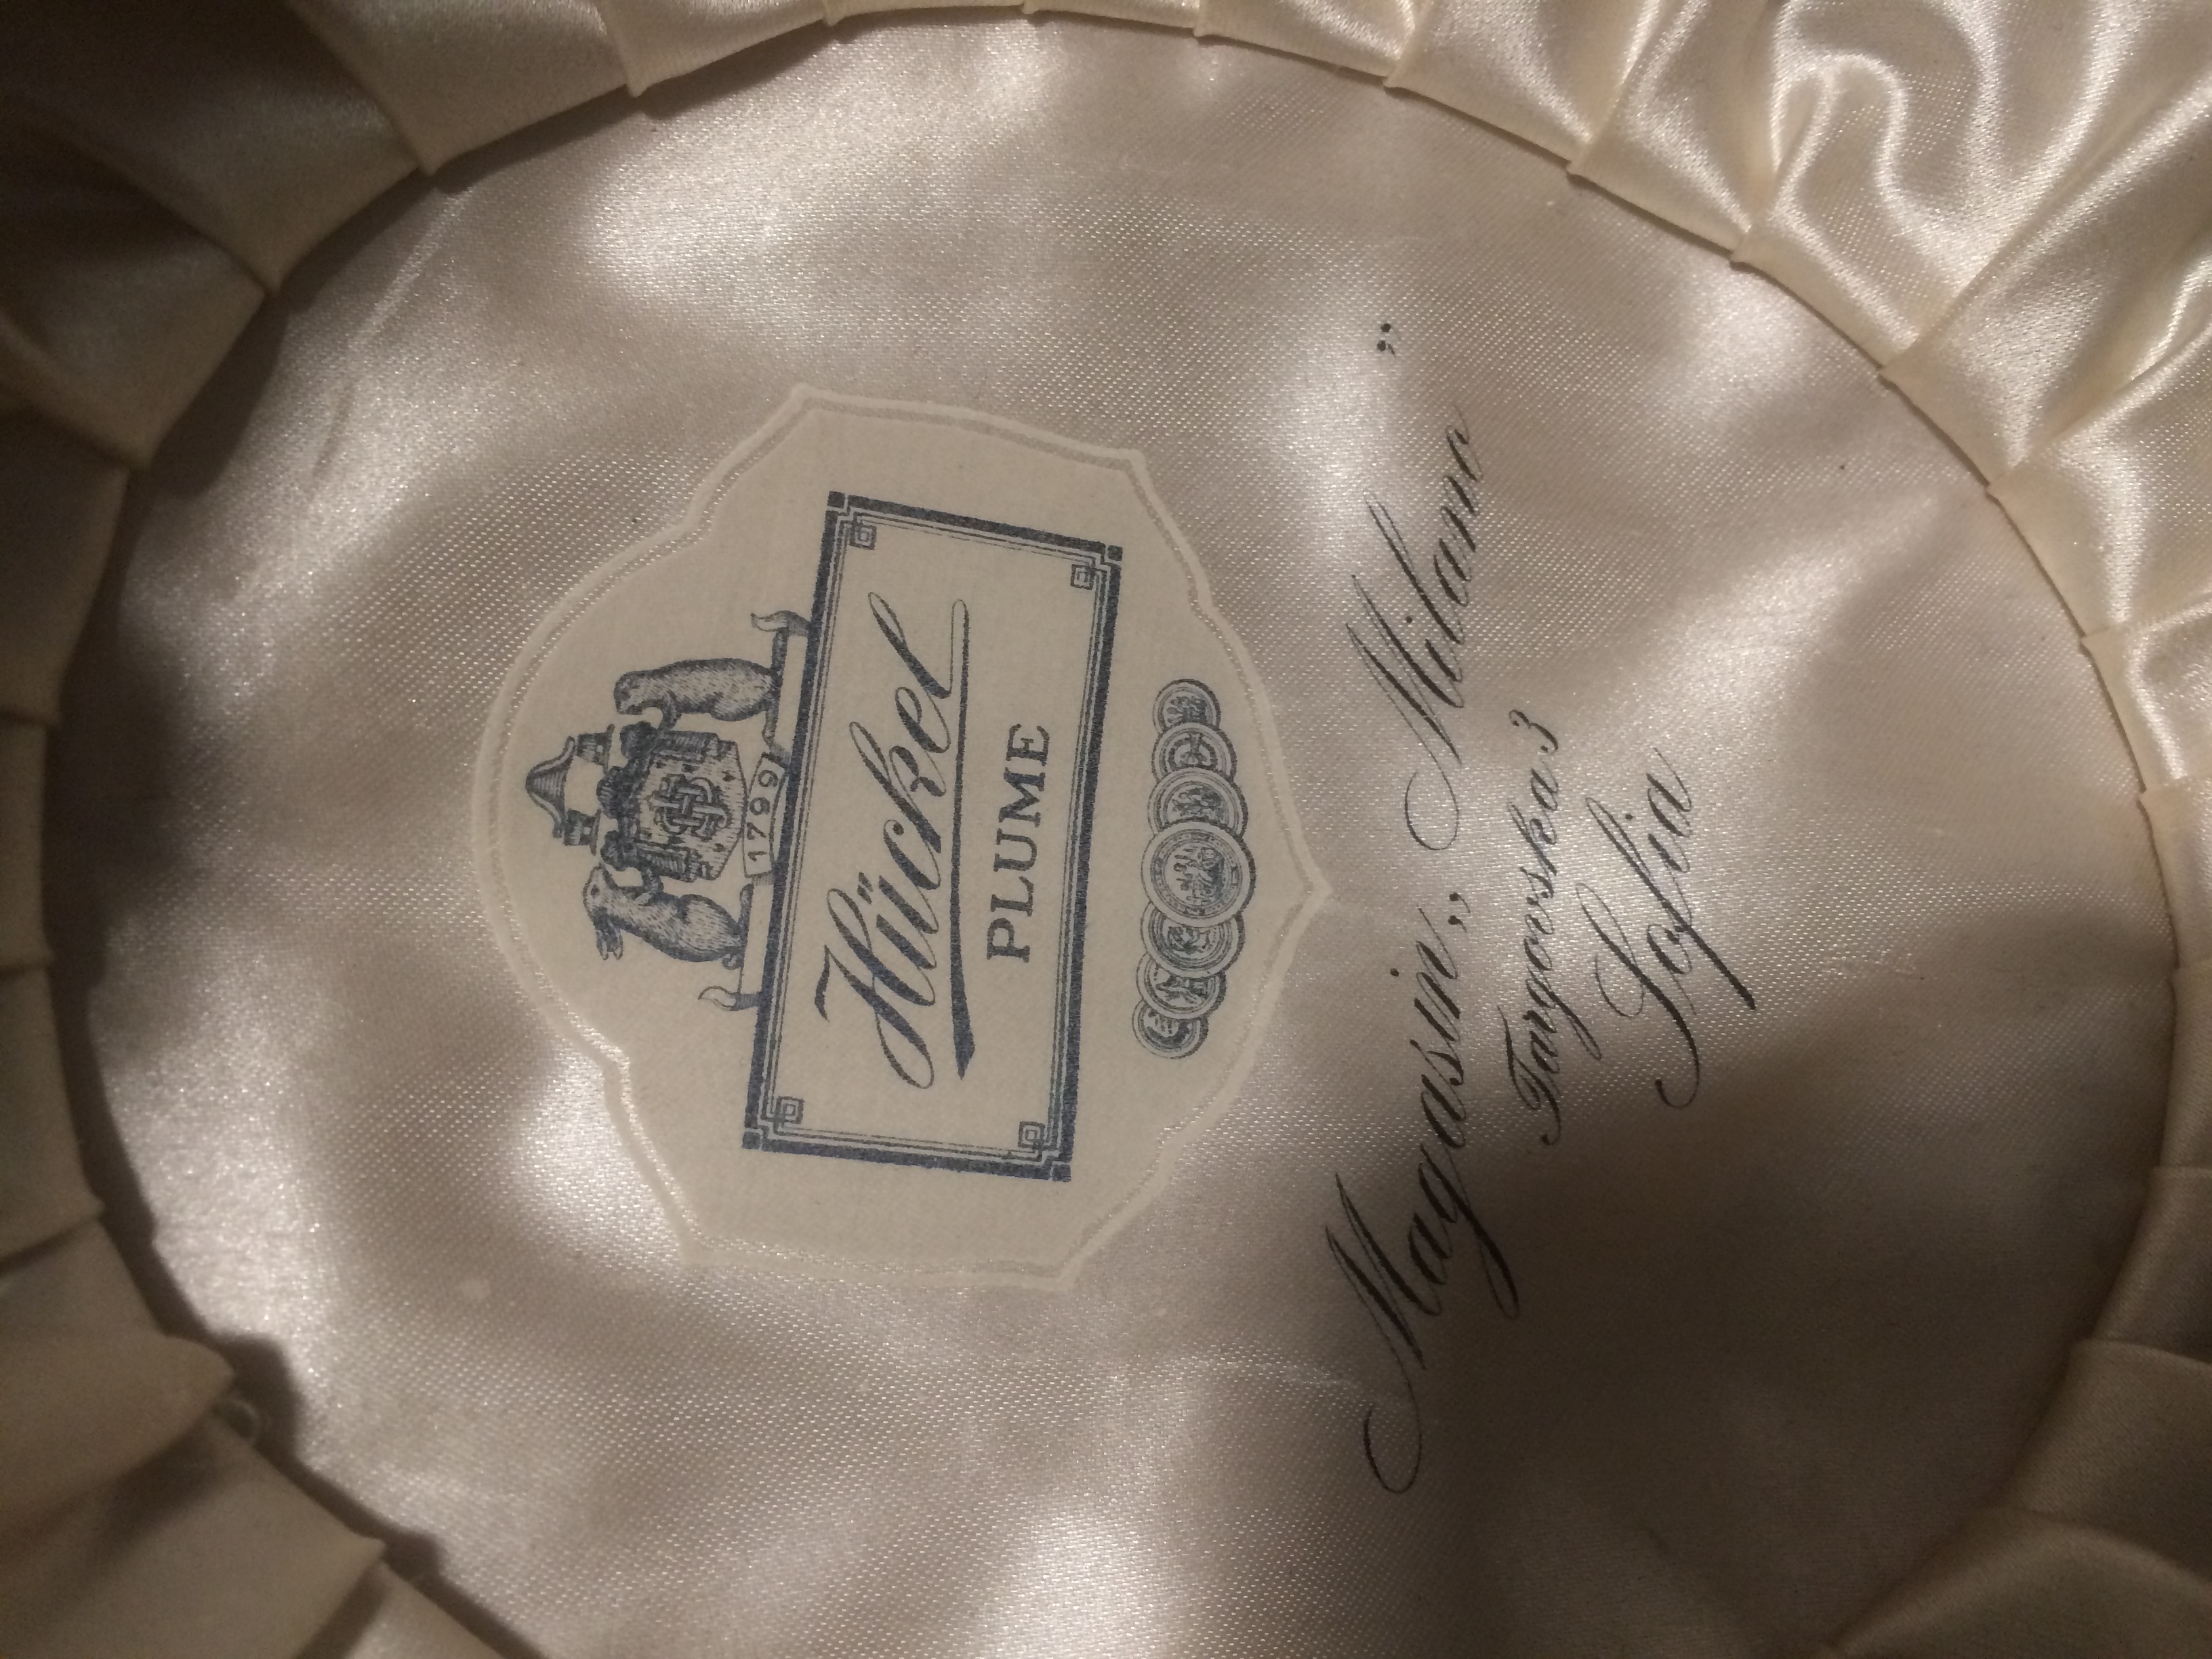 1799
Hückel
PLUME
Magasin „ Milano "
Targovska 3
Sofia